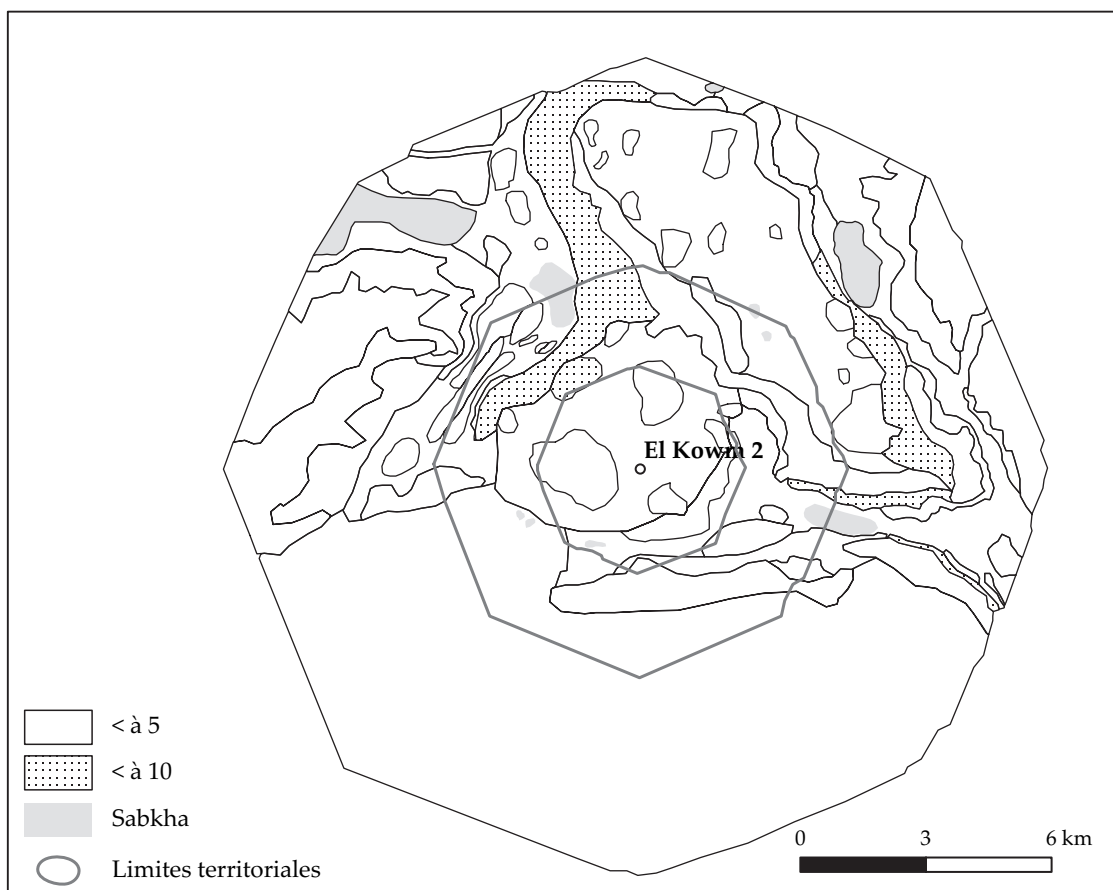 El Kowm 2
< à 5
< à 10
Sabkha
Limites territoriales
0 3 6 km